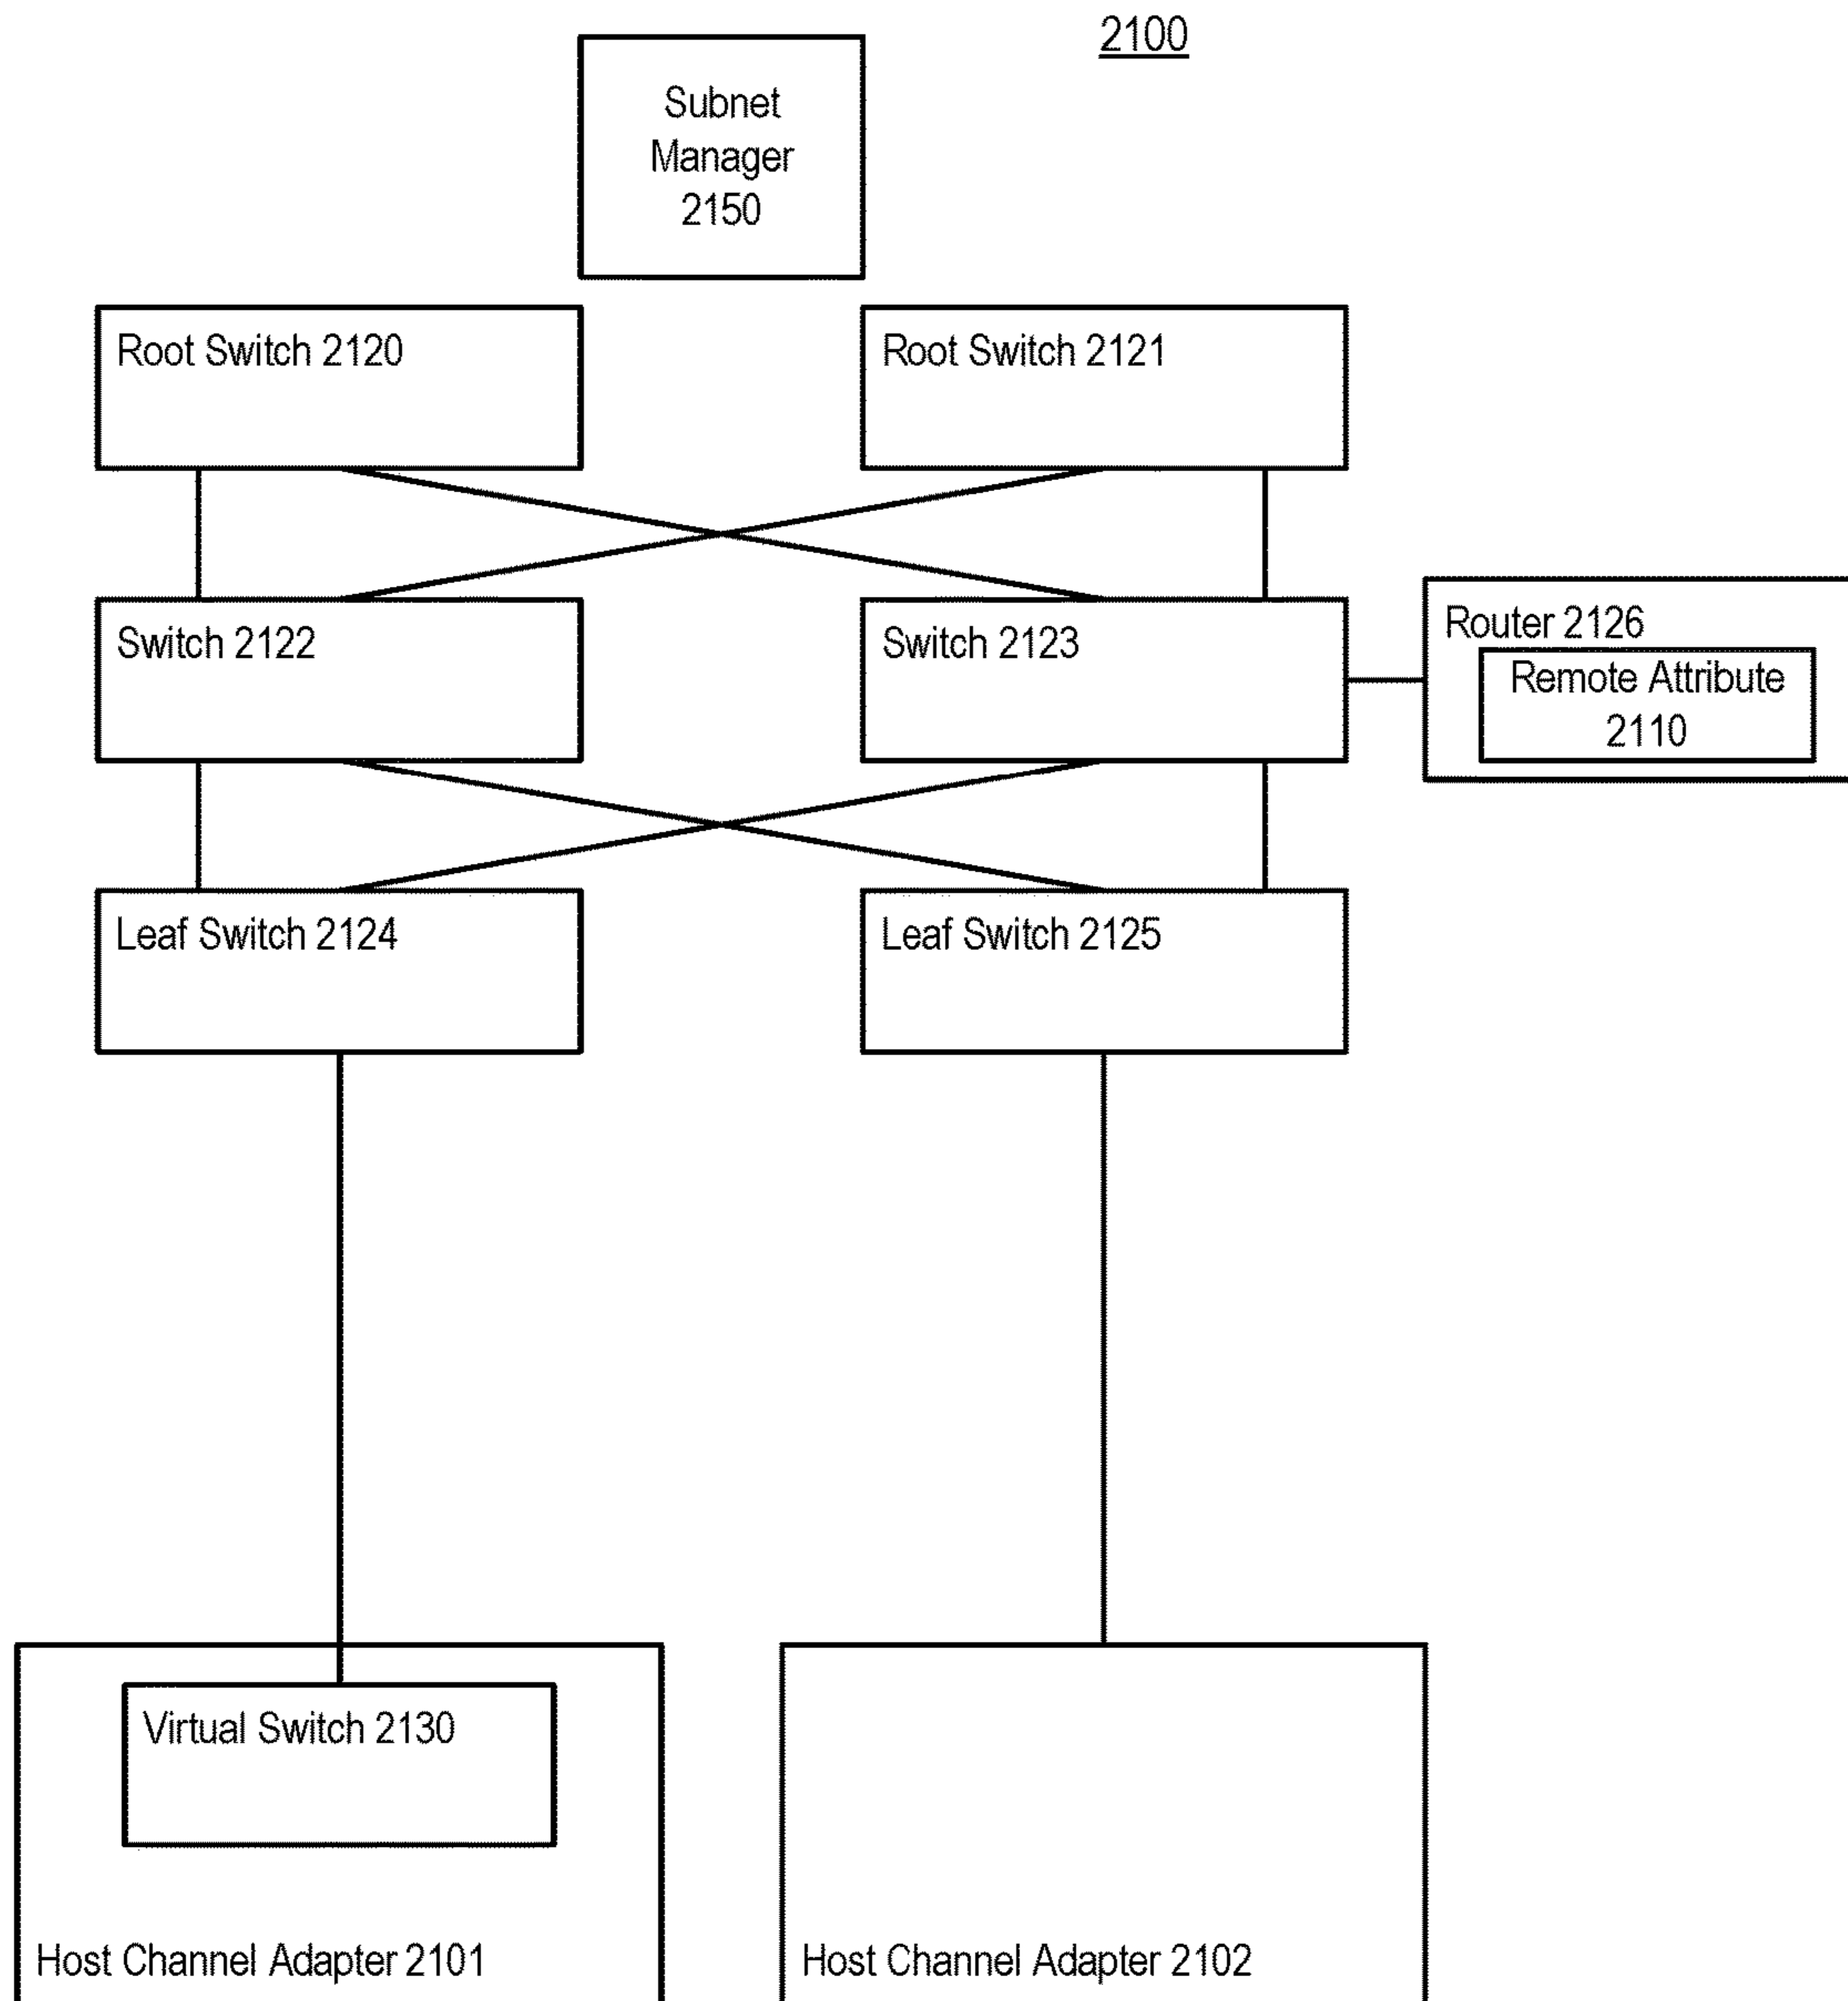 2100
Subnet
Manager
2150
Root Switch 2120
Root Switch 2121
Switch 2122
Switch 2123
Router 2126
Remote Attribute
2110
Leaf Switch 2124
Leaf Switch 2125
Virtual Switch 2130
Host Channel Adapter 2101
Host Channel Adapter 2102